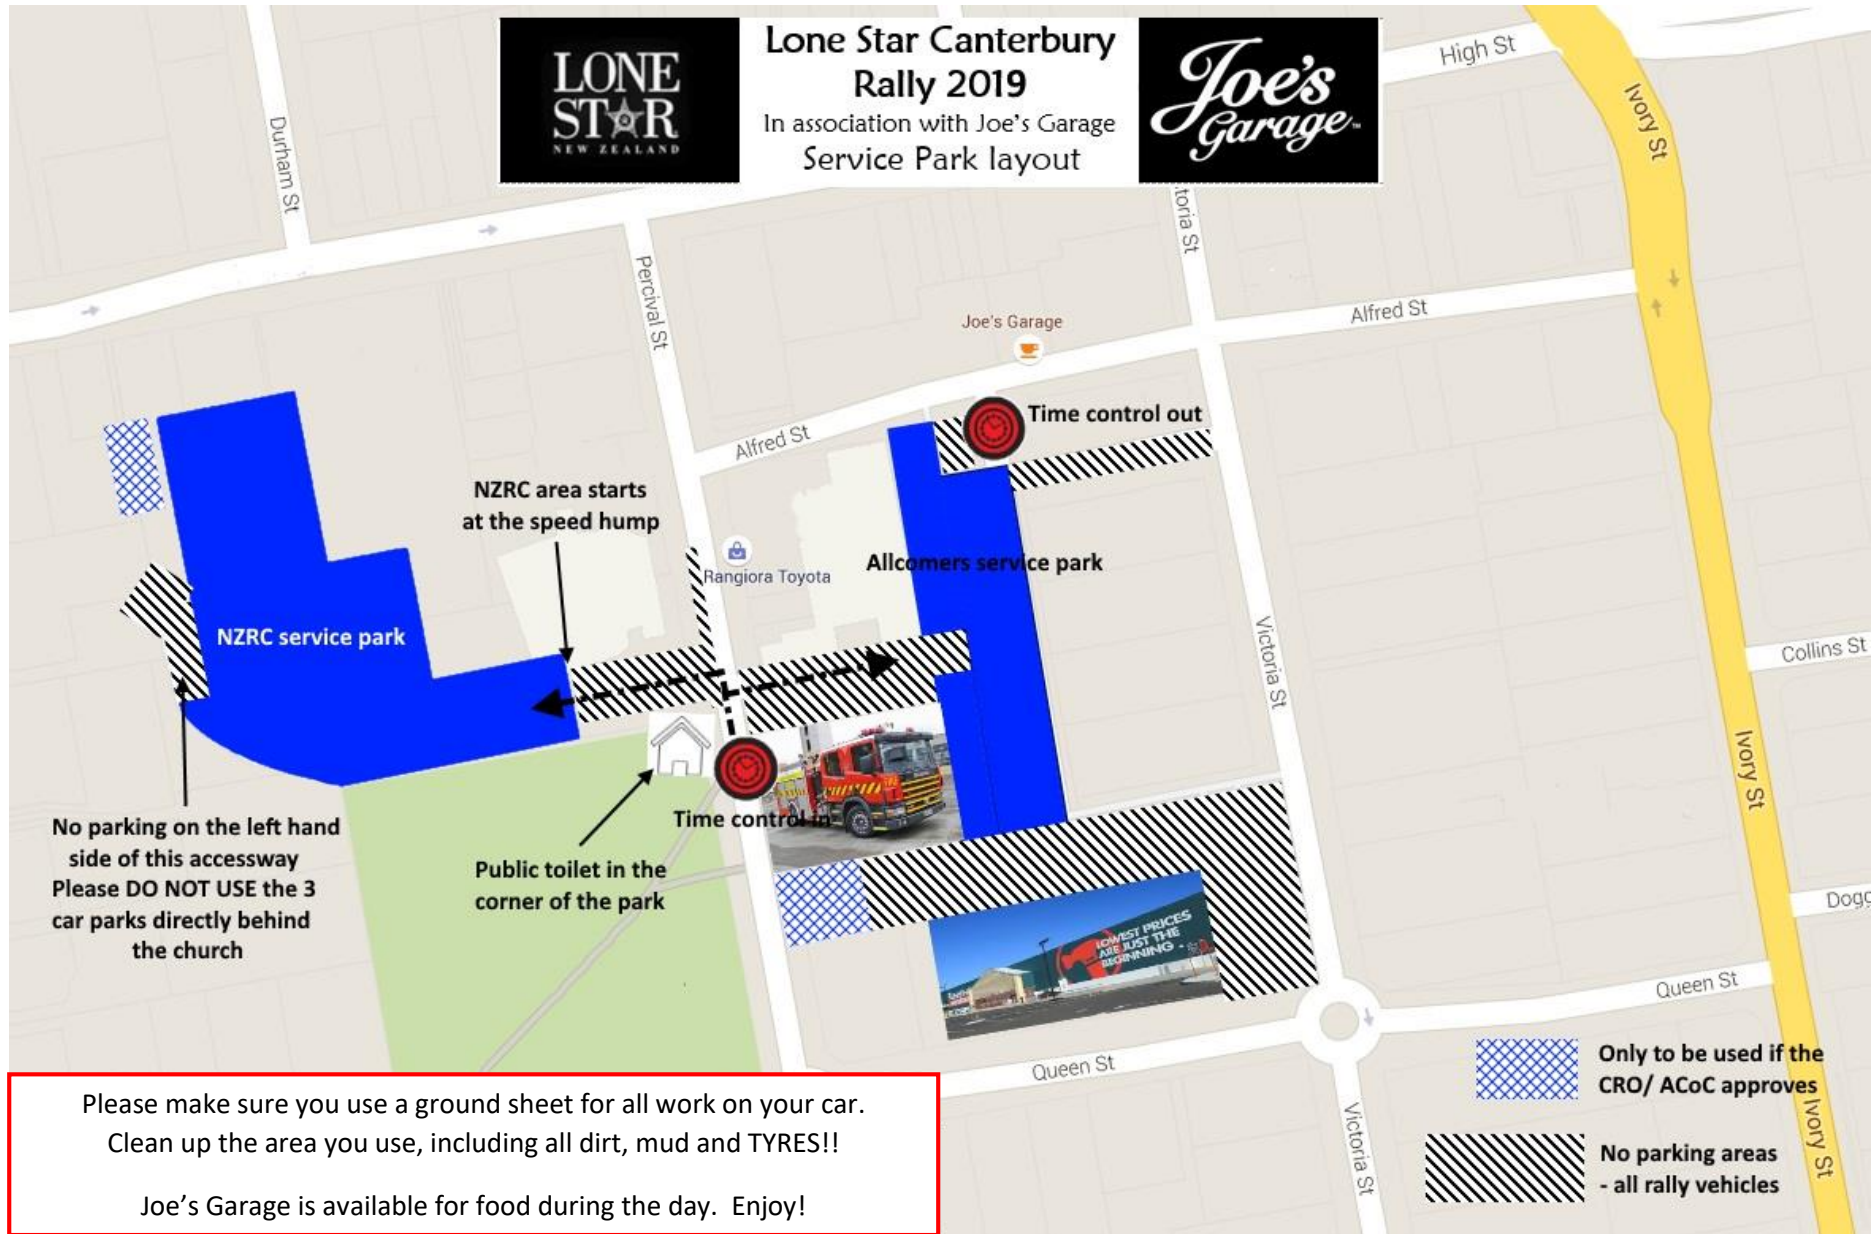 LONE
STAR
NEW ZEALAND
Lone Star Canterbury
Rally 2019
In association with Joe's Garage
Service Park layout
Joe's
Garage™
High St
Ivory St
Durham St
Percival St
toria St
Joe's Garage
Alfred St
Alfred St
Time control out
NZRC area starts
at the speed hump
Rangiora Toyota
Allcomers service park
NZRC service park
Victoria St
Collins St
Ivory St
Time control in
No parking on the left hand
side of this accessway
Please DO NOT USE the 3
car parks directly behind
the church
Public toilet in the
corner of the park
LOWEST PRICES
ARE JUST THE
BEGINNING -
Dogg
Queen St
Queen St
Only to be used if the
CRO/ ACoC approves
Ivory St
Victoria St
No parking areas
- all rally vehicles
Please make sure you use a ground sheet for all work on your car.
Clean up the area you use, including all dirt, mud and TYRES!!
Joe's Garage is available for food during the day.  Enjoy!